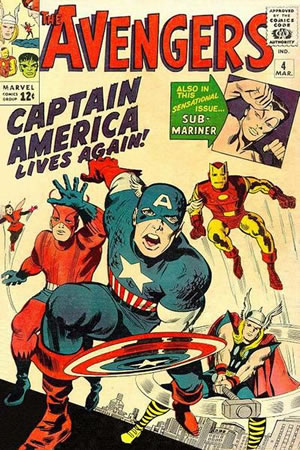 THE
AVENGERS
APPROVED
BY THE
COMICS
CODE
AUTHORITY
IND.
4
MAR.
MARVEL
COMICS
GROUP
12¢
CAPTAIN
AMERICA
LIVES AGAIN!
ALSO IN
THIS
SENSATIONAL
ISSUE...
SUB-
MARINER
A